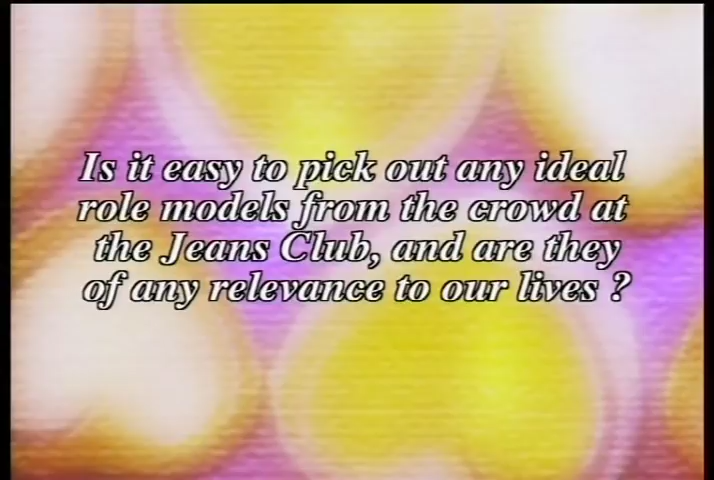 Is it easy to pick out any ideal
role models from the crowd at
the Jeans Club, and are they
of any relevance to our lives ?